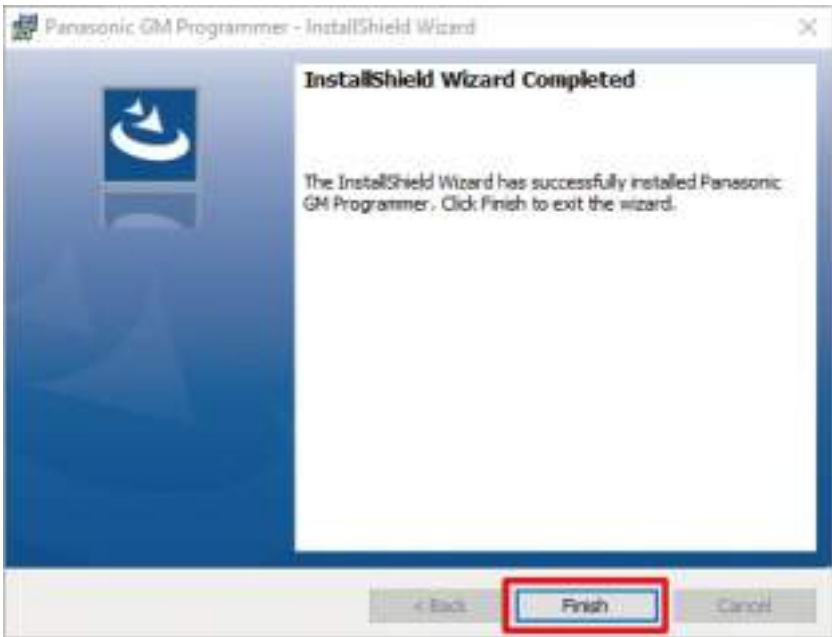 Panasonic GM Programmer - InstallShield Wizard
InstallShield Wizard Completed
The InstallShield Wizard has successfully installed Panasonic
GM Programmer. Click Finish to exit the wizard.
< Back
Finish
Cancel